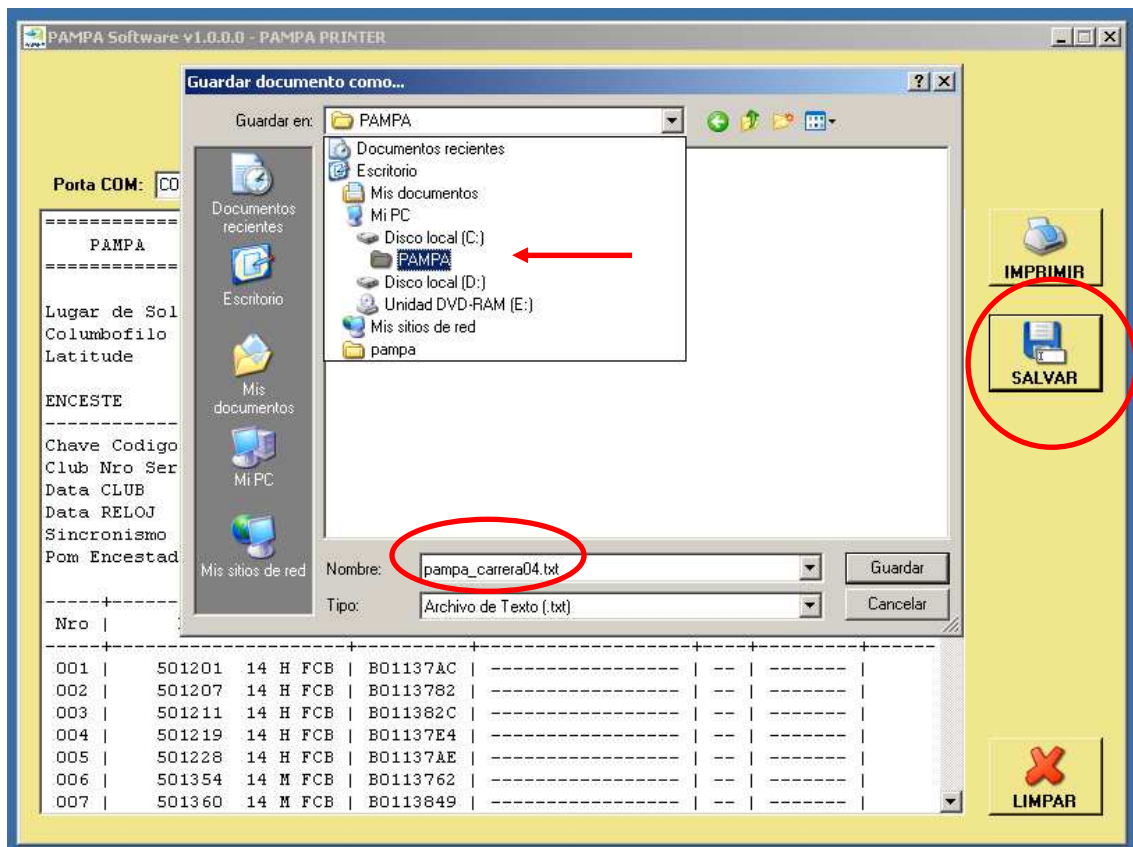 PAMPA Software v1.0.0.0 - PAMPA PRINTER
Guardar documento como...
Guardar en: PAMPA
Documentos recientes
Escritorio
Mis documentos
Mi PC
Disco local (C:)
PAMPA
Disco local (D:)
Unidad DVD-RAM (E:)
Mis sitios de red
pampa
Documentos
recientes
Escritorio
Mis
documentos
Mi PC
Mis sitios de red
Nombre: pampa_carrera04.txt Guardar
Tipo: Archivo de Texto (.txt) Cancelar
Porta COM: CO
=============
PAMPA
=============
Lugar de Sol
Columbofilo
Latitude
ENCESTE
-------------
Chave Codigo
Club Nro Ser
Data CLUB
Data RELOJ
Sincronismo
Pom Encestad
-----+-------
Nro |
-----+----------------------+----------+--------------------+----+---------+------
001 | 501201 14 H FCB | B01137AC | ----------------- | -- | ------- |
002 | 501207 14 H FCB | B0113782 | ----------------- | -- | ------- |
003 | 501211 14 H FCB | B011382C | ----------------- | -- | ------- |
004 | 501219 14 H FCB | B01137E4 | ----------------- | -- | ------- |
005 | 501228 14 H FCB | B01137AE | ----------------- | -- | ------- |
006 | 501354 14 M FCB | B0113762 | ----------------- | -- | ------- |
007 | 501360 14 M FCB | B0113849 | ----------------- | -- | ------- |
IMPRIMIR
SALVAR
LIMPAR